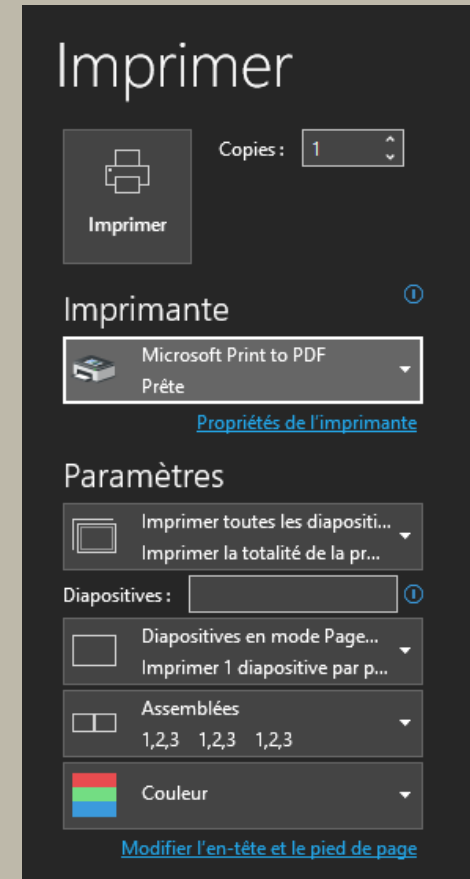 Imprimer
Copies : 1
Imprimer
Imprimante
Microsoft Print to PDF
Prête
Propriétés de l'imprimante
Paramètres
Imprimer toutes les diapositi...
Imprimer la totalité de la pr...
Diapositives :
Diapositives en mode Page...
Imprimer 1 diapositive par p...
Assemblées
1,2,3 1,2,3 1,2,3
Couleur
Modifier l'en-tête et le pied de page